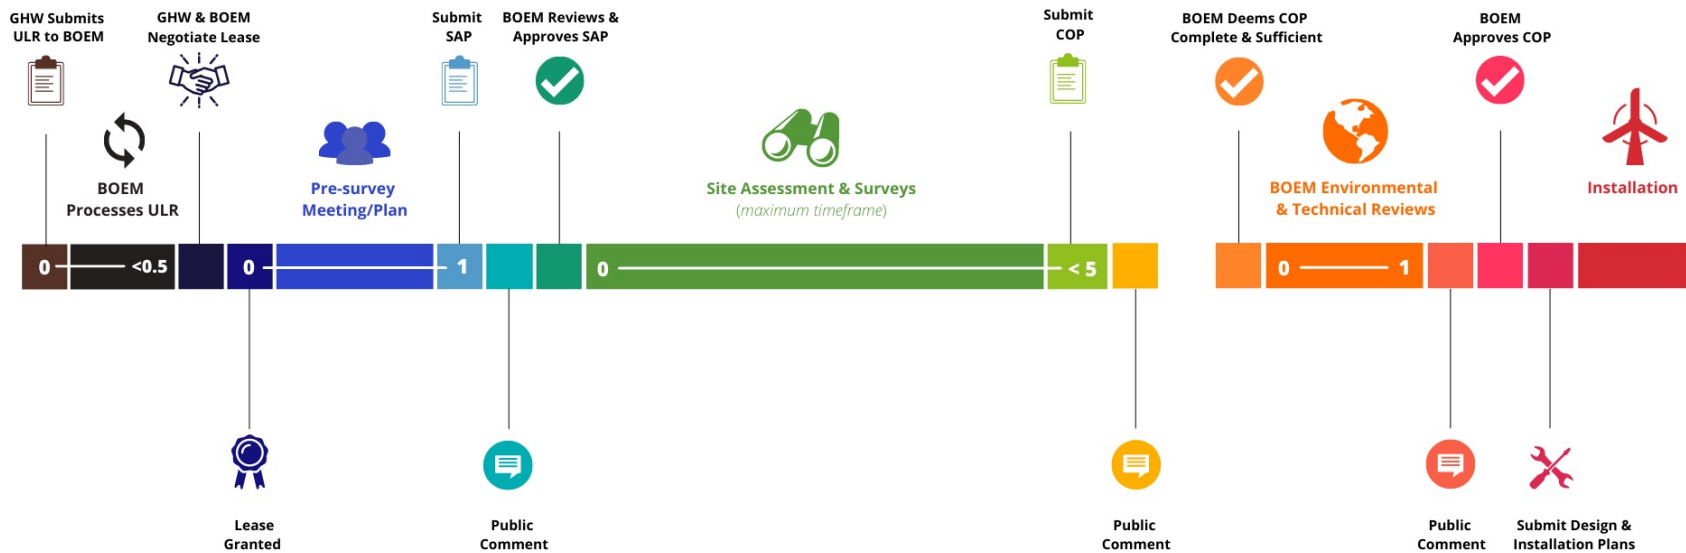 GHW Submits
ULR to BOEM
GHW & BOEM
Negotiate Lease
Submit
SAP
BOEM Reviews &
Approves SAP
Submit
COP
BOEM Deems COP
Complete & Sufficient
BOEM
Approves COP
BOEM
Processes ULR
Pre-survey
Meeting/Plan
Site Assessment & Surveys
(maximum timeframe)
BOEM Environmental
& Technical Reviews
Installation
0
<0.5
0
1
0
< 5
0
1
Lease
Granted
Public
Comment
Public
Comment
Public
Comment
Submit Design &
Installation Plans